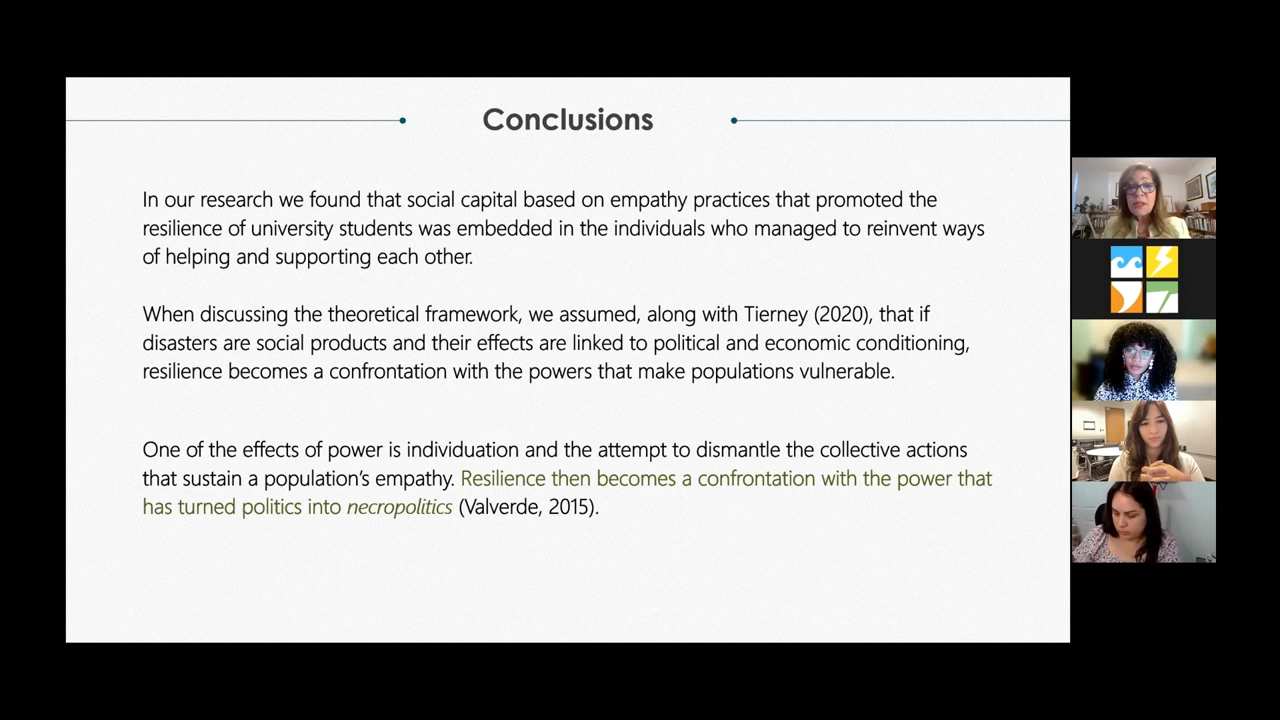 Conclusions
In our research we found that social capital based on empathy practices that promoted the
resilience of university students was embedded in the individuals who managed to reinvent ways
of helping and supporting each other.
When discussing the theoretical framework, we assumed, along with Tierney (2020), that if
disasters are social products and their effects are linked to political and economic conditioning,
resilience becomes a confrontation with the powers that make populations vulnerable.
One of the effects of power is individuation and the attempt to dismantle the collective actions
that sustain a population’s empathy. Resilience then becomes a confrontation with the power that
has turned politics into necropolitics (Valverde, 2015).